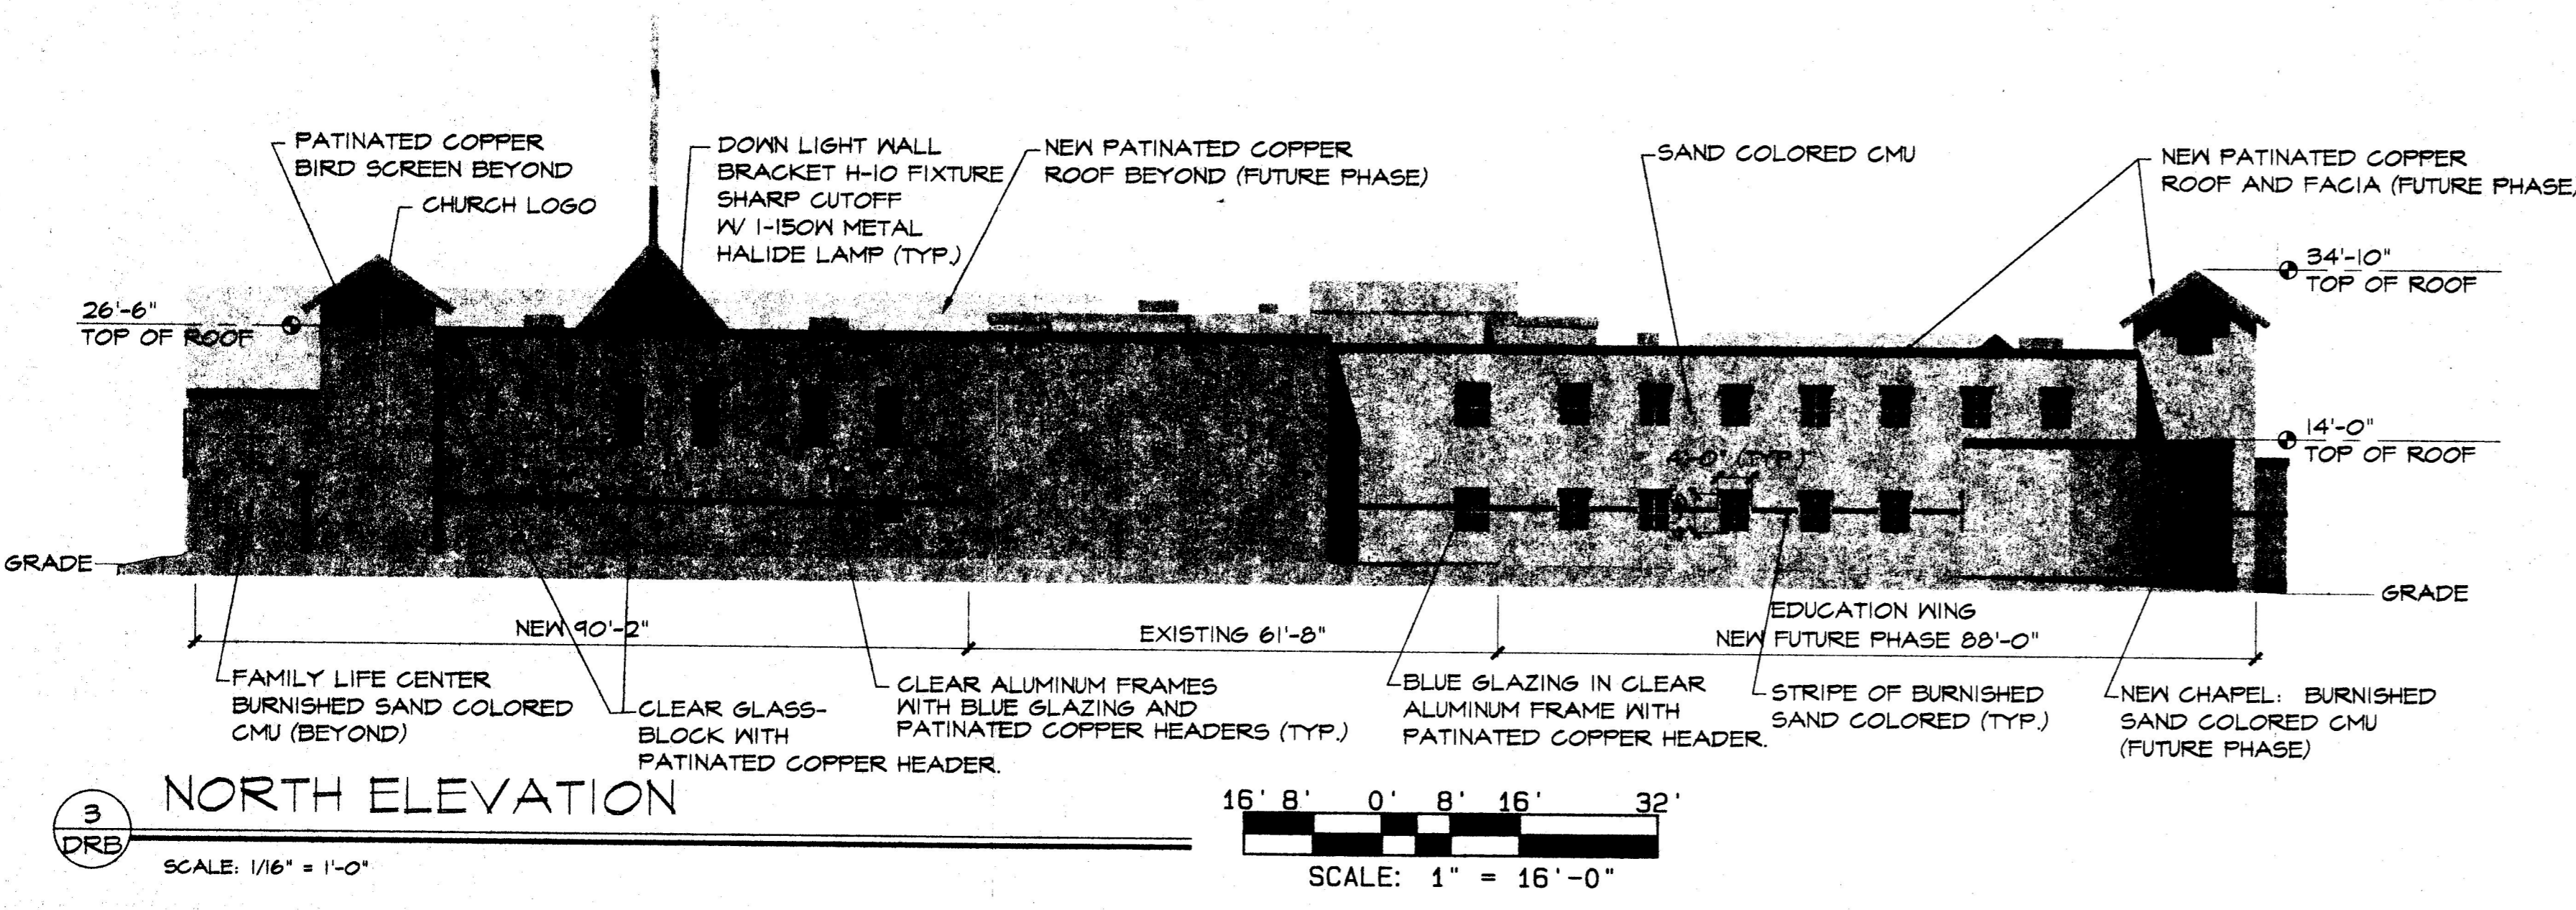 PATINATED COPPER
BIRD SCREEN BEYOND
CHURCH LOGO
DOWN LIGHT WALL
BRACKET H-10 FIXTURE
SHARP CUTOFF
W/ 1-150W METAL
HALIDE LAMP (TYP.)
NEW PATINATED COPPER
ROOF BEYOND (FUTURE PHASE)
SAND COLORED CMU
NEW PATINATED COPPER
ROOF AND FACIA (FUTURE PHASE)
34'-10"
TOP OF ROOF
26'-6"
TOP OF ROOF
14'-0"
TOP OF ROOF
4'-0" (TYP.)
GRADE
GRADE
NEW 90'-2"
EXISTING 61'-8"
EDUCATION WING
NEW FUTURE PHASE 88'-0"
FAMILY LIFE CENTER
BURNISHED SAND COLORED
CMU (BEYOND)
CLEAR GLASS-
BLOCK WITH
PATINATED COPPER HEADER.
CLEAR ALUMINUM FRAMES
WITH BLUE GLAZING AND
PATINATED COPPER HEADERS (TYP.)
BLUE GLAZING IN CLEAR
ALUMINUM FRAME WITH
PATINATED COPPER HEADER.
STRIPE OF BURNISHED
SAND COLORED (TYP.)
NEW CHAPEL: BURNISHED
SAND COLORED CMU
(FUTURE PHASE)
3
DRB
NORTH ELEVATION
SCALE: 1/16" = 1'-0"
16' 8' 0' 8' 16' 32'
SCALE: 1" = 16'-0"